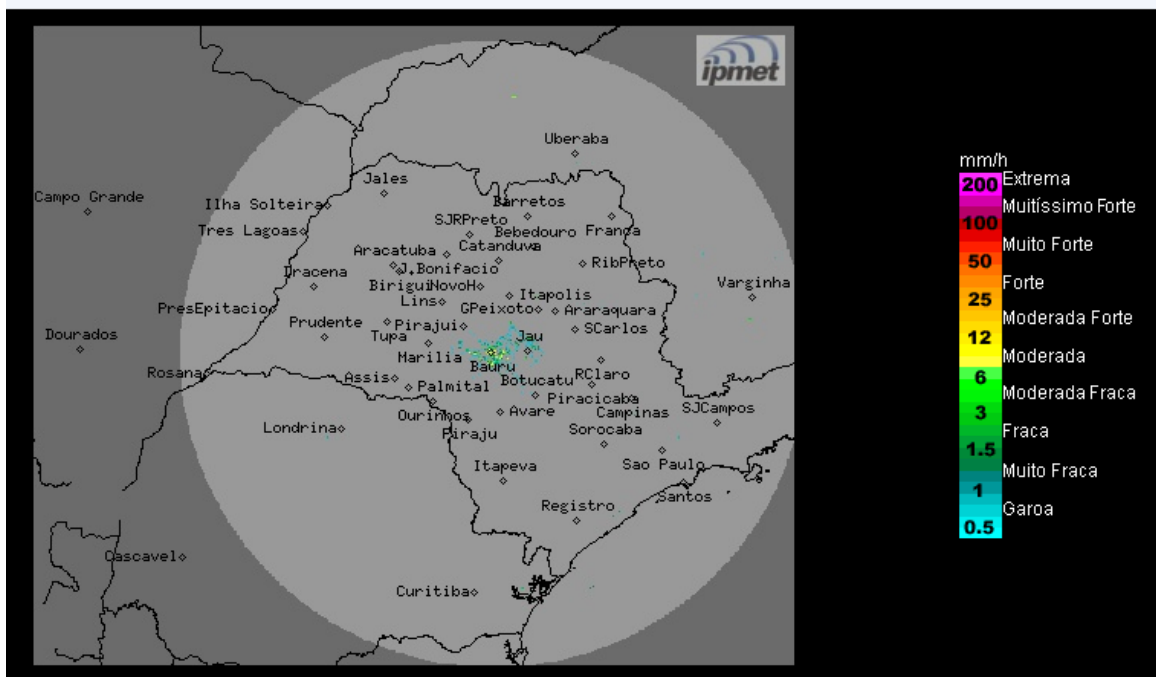 ipmet
Uberaba
Jales
Campo Grande
Ilha Solteira
Barretos
SJRPreto
Tres Lagoas
Bebedouro
Franca
Catanduva
Aracatuba
J.Bonifacio
RibPreto
Dracena
Birigui
NovoH
Varginha
Lins
Itapolis
PresEpitacio
GPeixoto
Araraquara
Prudente
Pirajui
SCarlos
Dourados
Tupa
Jau
Marilia
Bauru
Rosana
Assis
Palmital
Botucatu
RClaro
Piracicaba
Ourinhos
Avare
Campinas
SJCampos
Londrina
Piraju
Sorocaba
Itapeva
Sao Paulo
Santos
Registro
Cascavel
Curitiba
mm/h
200 Extrema
Muitíssimo Forte
100
Muito Forte
50
Forte
25
Moderada Forte
12
Moderada
6
Moderada Fraca
3
Fraca
1.5
Muito Fraca
1
Garoa
0.5